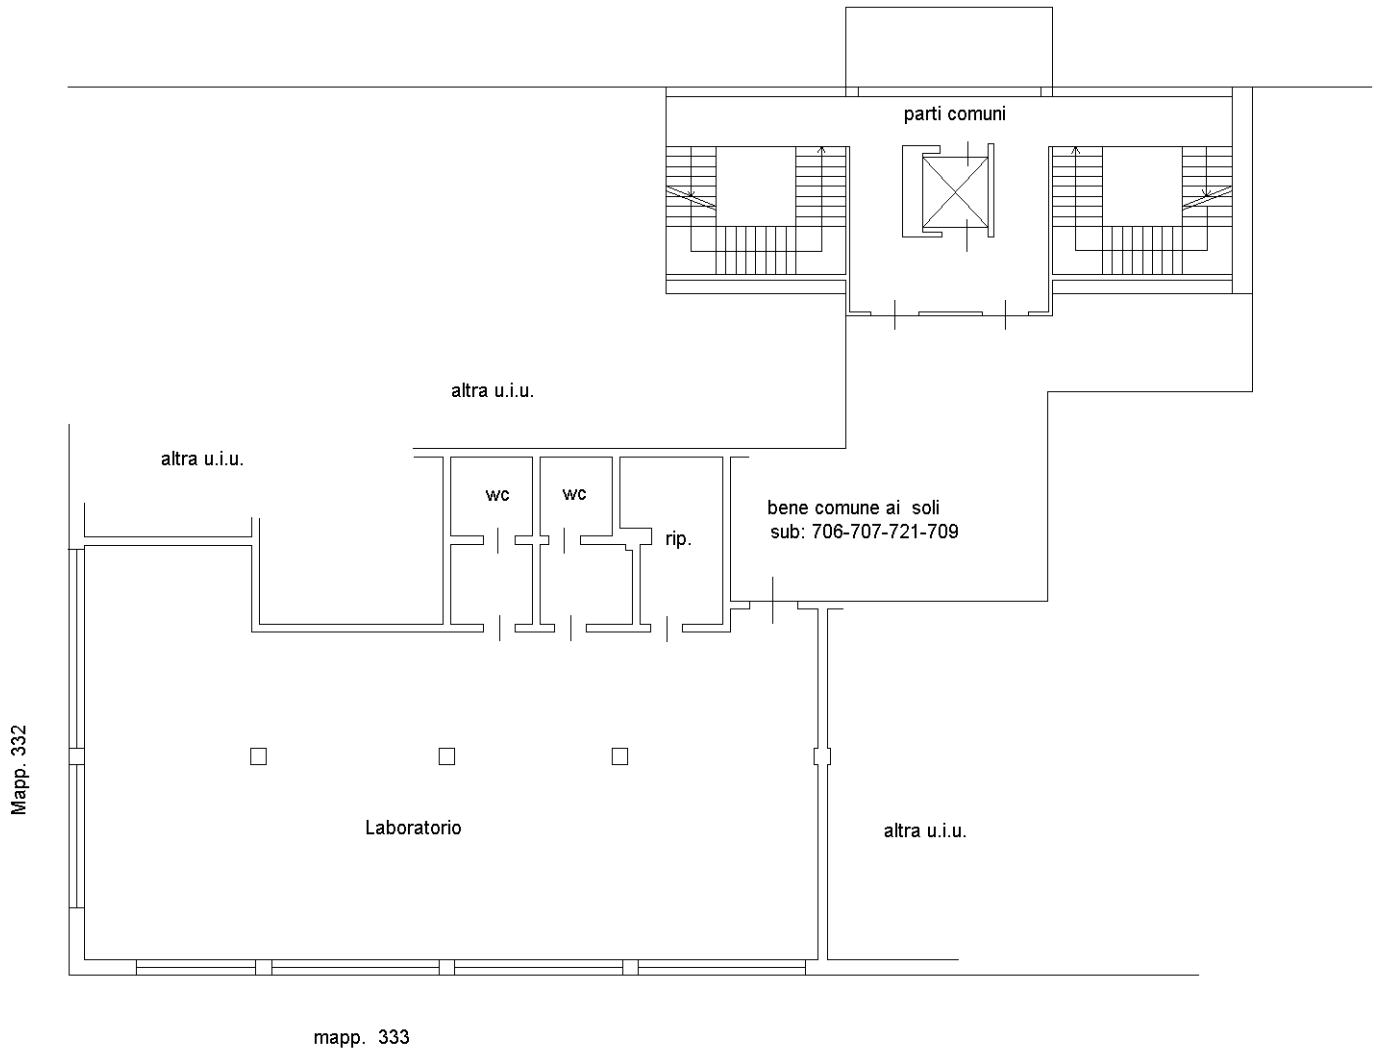 parti comuni
altra u.i.u.
altra u.i.u.
wc
wc
rip.
bene comune ai soli
sub: 706-707-721-709
Mapp. 332
Laboratorio
altra u.i.u.
mapp. 333